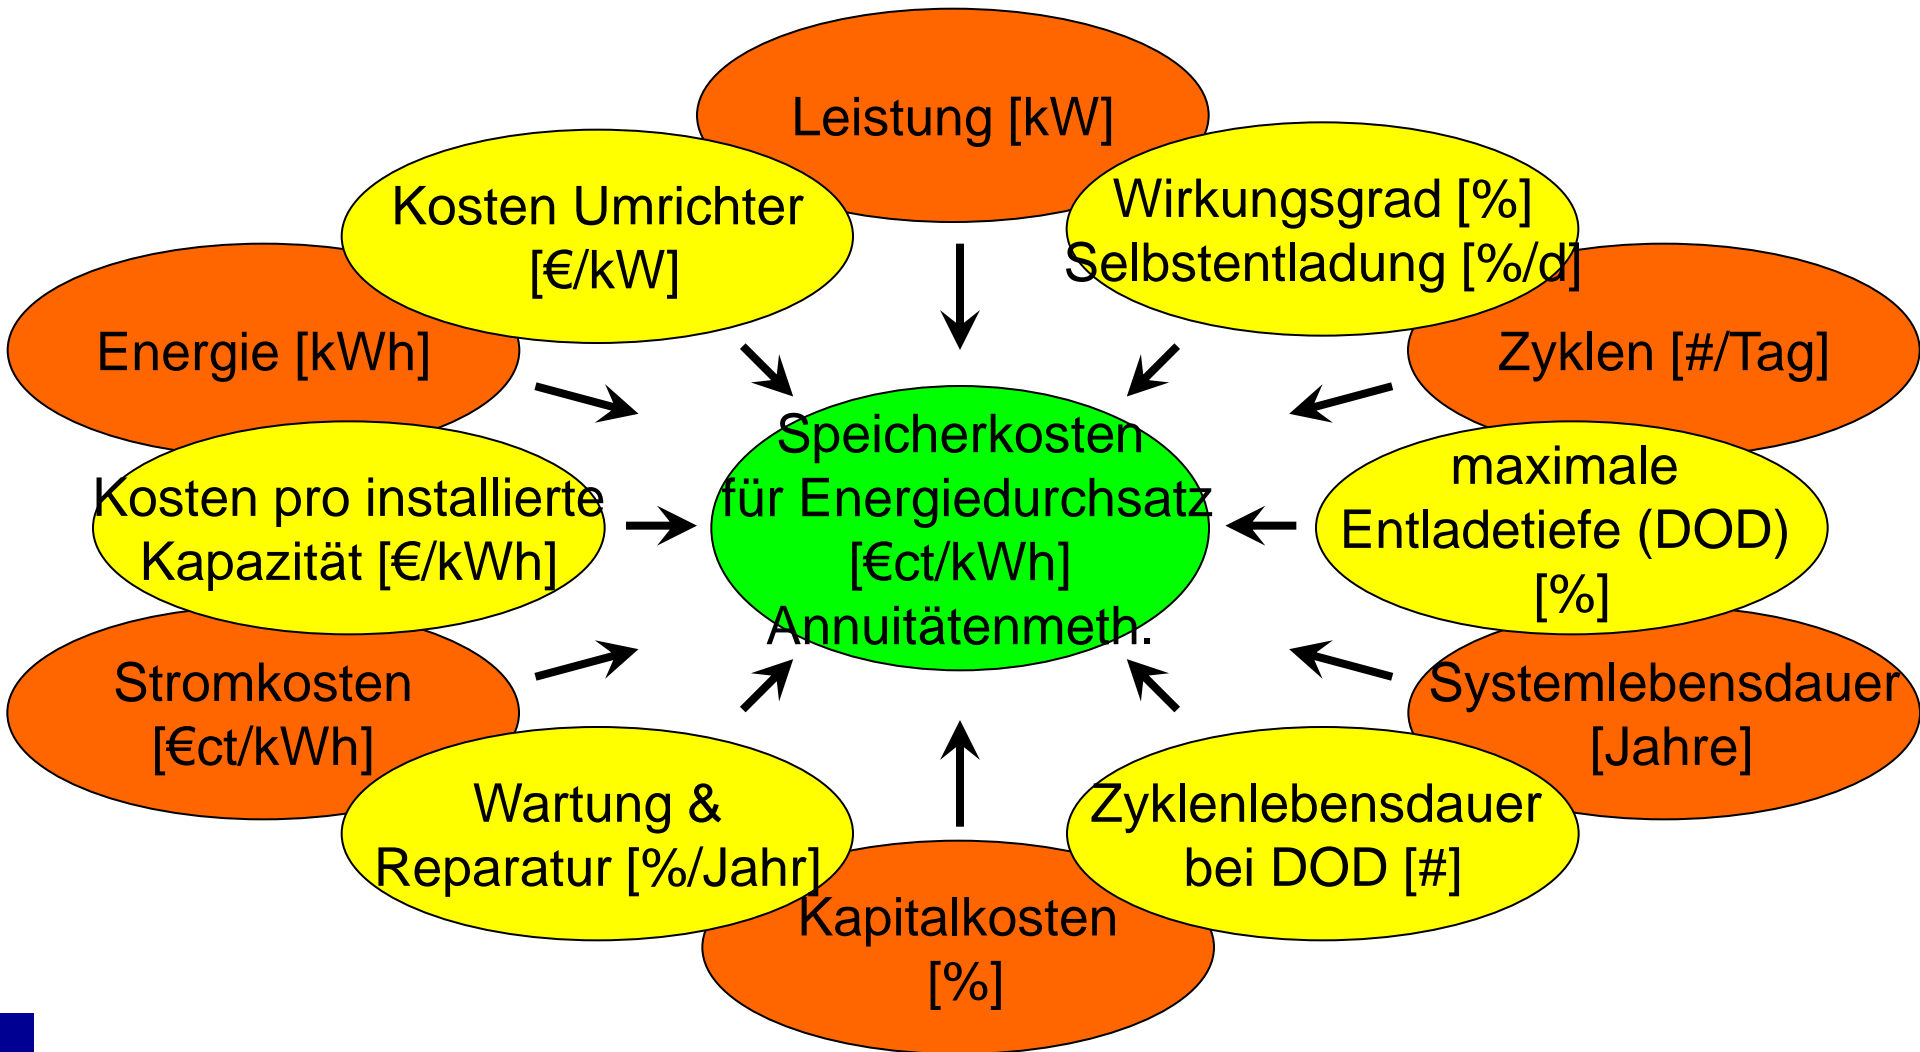 Leistung [kW]
Kosten Umrichter
[€/kW]
Wirkungsgrad [%]
Selbstentladung [%/d]
Energie [kWh]
Zyklen [#/Tag]
Kosten pro installierte
Kapazität [€/kWh]
Speicherkosten
für Energiedurchsatz
[€ct/kWh]
Annuitätenmeth.
maximale
Entladetiefe (DOD)
[%]
Stromkosten
[€ct/kWh]
Systemlebensdauer
[Jahre]
Wartung &
Reparatur [%/Jahr]
Zyklenlebensdauer
bei DOD [#]
Kapitalkosten
[%]